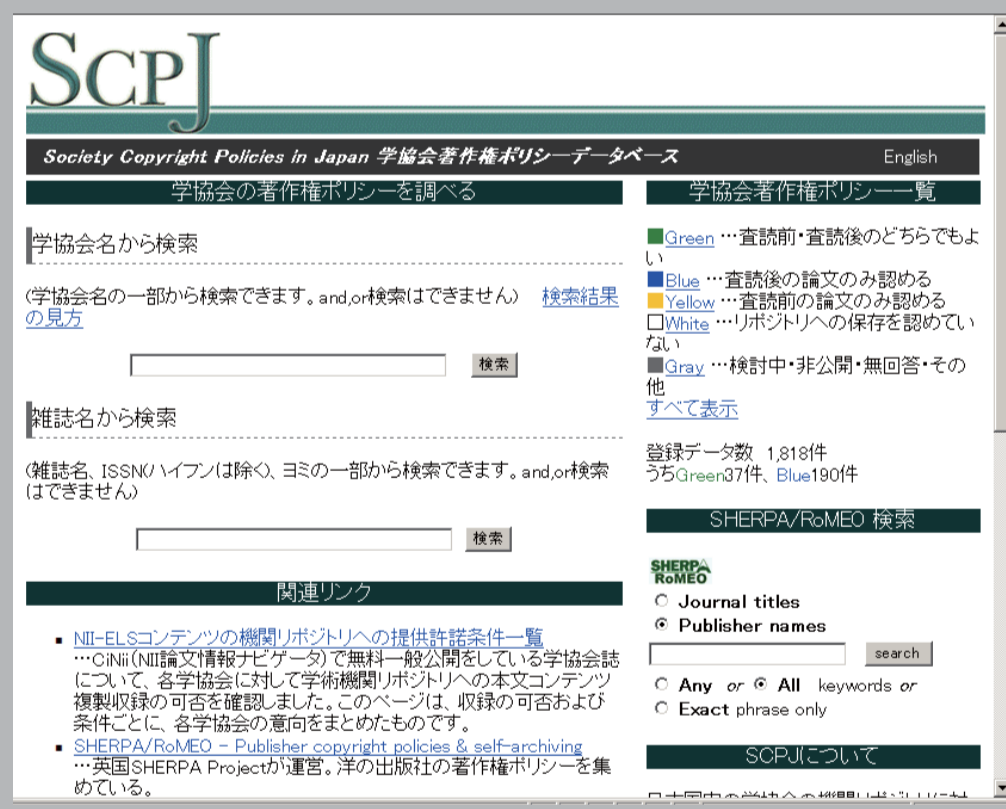 SCPJ
Society Copyright Policies in Japan 学協会著作権ポリシーデータベース
English
学協会の著作権ポリシーを調べる
学協会名から検索
(学協会名の一部から検索できます。and,or検索はできません) 検索結果
の見方
検索
雑誌名から検索
(雑誌名、ISSN(ハイフンは除く)、ヨミの一部から検索できます。and,or検索
はできません)
検索
関連リンク
▪ NII-ELSコンテンツの機関リポジトリへの提供許諾条件一覧
…CiNii(NII論文情報ナビゲータ)で無料一般公開をしている学協会誌
について、各学協会に対して学術機関リポジトリへの本文コンテンツ
複製収録の可否を確認しました。このページは、収録の可否および
条件ごとに、各学協会の意向をまとめたものです。
▪ SHERPA/RoMEO - Publisher copyright policies & self-archiving
…英国SHERPA Projectが運営。洋の出版社の著作権ポリシーを集
めている。
学協会著作権ポリシー一覧
■Green …査読前・査読後のどちらでもよ
い
■Blue …査読後の論文のみ認める
■Yellow …査読前の論文のみ認める
□White …リポジトリへの保存を認めてい
ない
■Gray …検討中・非公開・無回答・その
他
すべて表示
登録データ数 1,818件
うちGreen37件、Blue190件
SHERPA/RoMEO 検索
SHERPA
RoMEO
Journal titles
Publisher names
search
Any or All keywords or
Exact phrase only
SCPJについて
日本国内の学協会の機関リポジトリに対